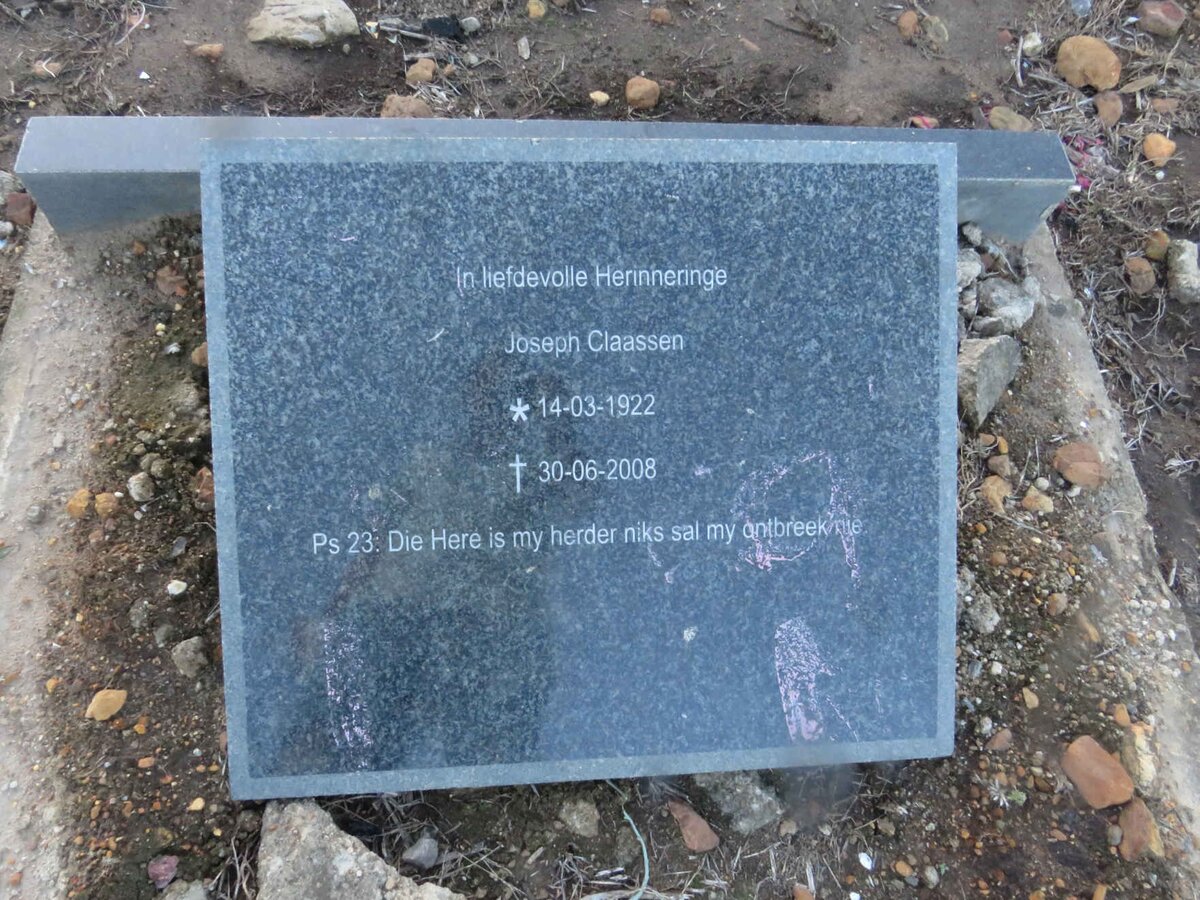 In liefdevolle Herinneringe
Joseph Claassen
* 14-03-1922
† 30-06-2008
Ps 23: Die Here is my herder niks sal my ontbreek nie